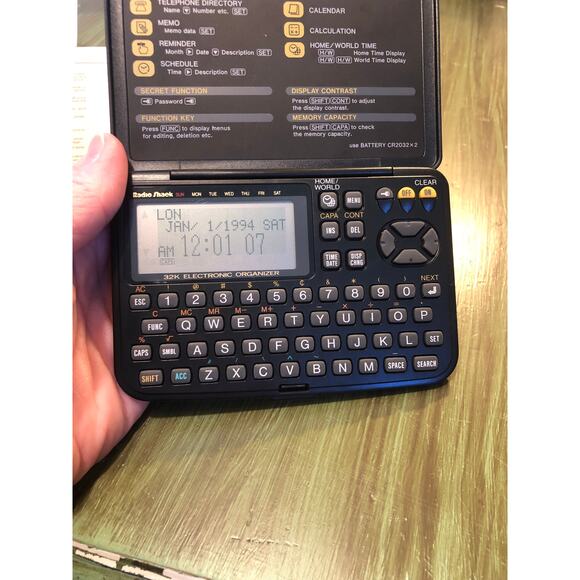 TELEPHONE DIRECTORY
Name ▼ Number etc. SET
MEMO
Memo data SET
REMINDER
Month ▶ Date ▼ Description SET
SCHEDULE
Time ▶ Description SET
CALENDAR
CALCULATION
HOME/WORLD TIME
H/W Home Time Display
H/W H/W World Time Display
SECRET FUNCTION
Password
FUNCTION KEY
Press FUNC to display menus
for editing, deletion etc.
DISPLAY CONTRAST
Press SHIFT CONT to adjust
the display contrast.
MEMORY CAPACITY
Press SHIFT CAPA to check
the memory capacity.
use BATTERY CR2032×2
Radio Shack SUN MON TUE WED THU FRI SAT
LON
JAN/ 1/1994 SAT
AM 12:01 07
CAPS
32K ELECTRONIC ORGANIZER
HOME/
WORLD
MENU
CLEAR
OFF ON
CAPA CONT
INS DEL
TIME
DATE
DISP
CHNG
AC ! @ # $ % ¢ & * ( ) NEXT
ESC 1 2 3 4 5 6 7 8 9 0
C MC MR M− M+
FUNC Q W E R T Y U I O P
% √
CAPS SMBL A S D F G H J K L SET
SHIFT ACC Z X C V B N M SPACE SEARCH